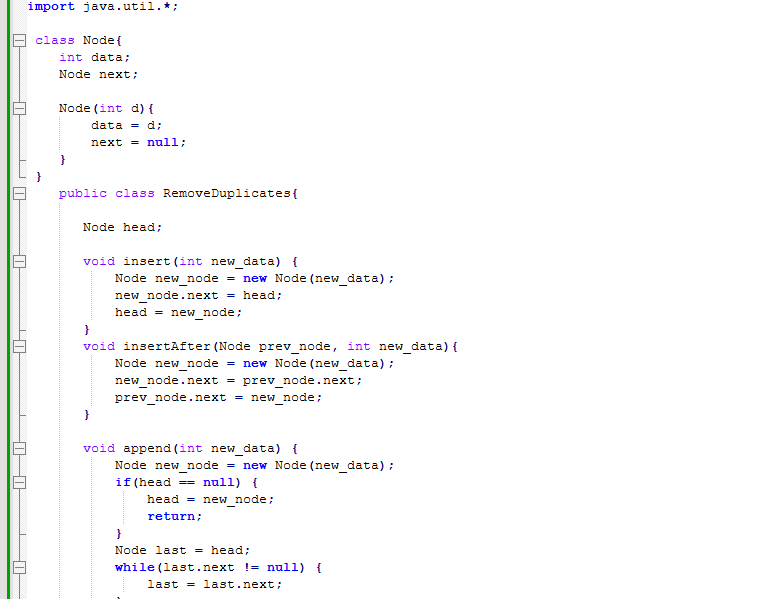 import java.util.*;
class Node{
int data;
Node next;
Node(int d){
data = d;
next = null;
}
}
public class RemoveDuplicates{
Node head;
void insert(int new_data) {
Node new_node = new Node(new_data);
new_node.next = head;
head = new_node;
}
void insertAfter(Node prev_node, int new_data){
Node new_node = new Node(new_data);
new_node.next = prev_node.next;
prev_node.next = new_node;
}
void append(int new_data) {
Node new_node = new Node(new_data);
if(head == null) {
head = new_node;
return;
}
Node last = head;
while(last.next != null) {
last = last.next;
}